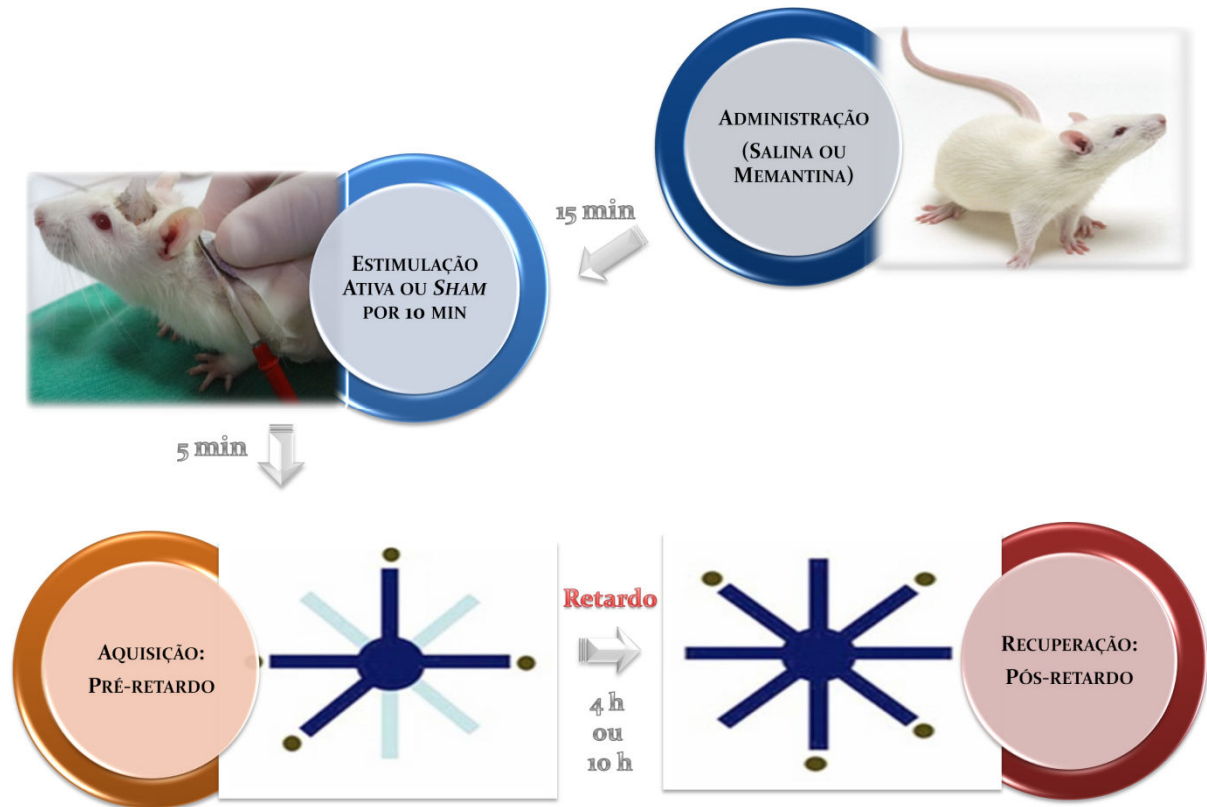 ADMINISTRAÇÃO
(SALINA OU
MEMANTINA)
15 min
ESTIMULAÇÃO
ATIVA OU SHAM
POR 10 MIN
5 min
AQUISIÇÃO:
PRÉ-RETARDO
Retardo
4 h
ou
10 h
RECUPERAÇÃO:
PÓS-RETARDO